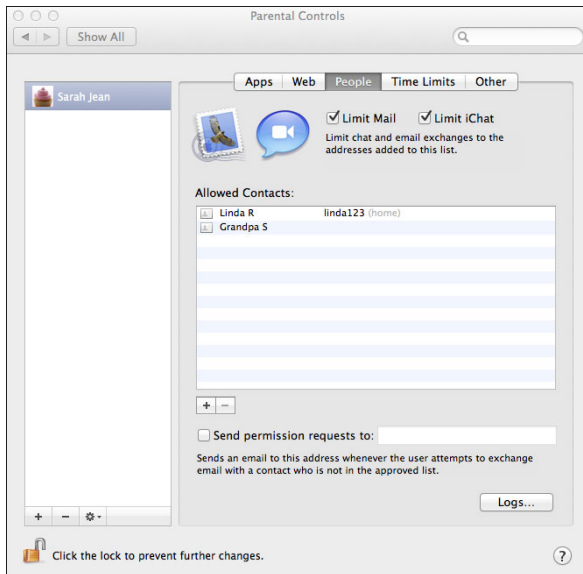 Parental Controls
Show All
Sarah Jean
Apps Web People Time Limits Other
Limit Mail Limit iChat
Limit chat and email exchanges to the
addresses added to this list.
Allowed Contacts:
Linda R linda123 (home)
Grandpa S
Send permission requests to:
Sends an email to this address whenever the user attempts to exchange
email with a contact who is not in the approved list.
Logs...
Click the lock to prevent further changes.
?